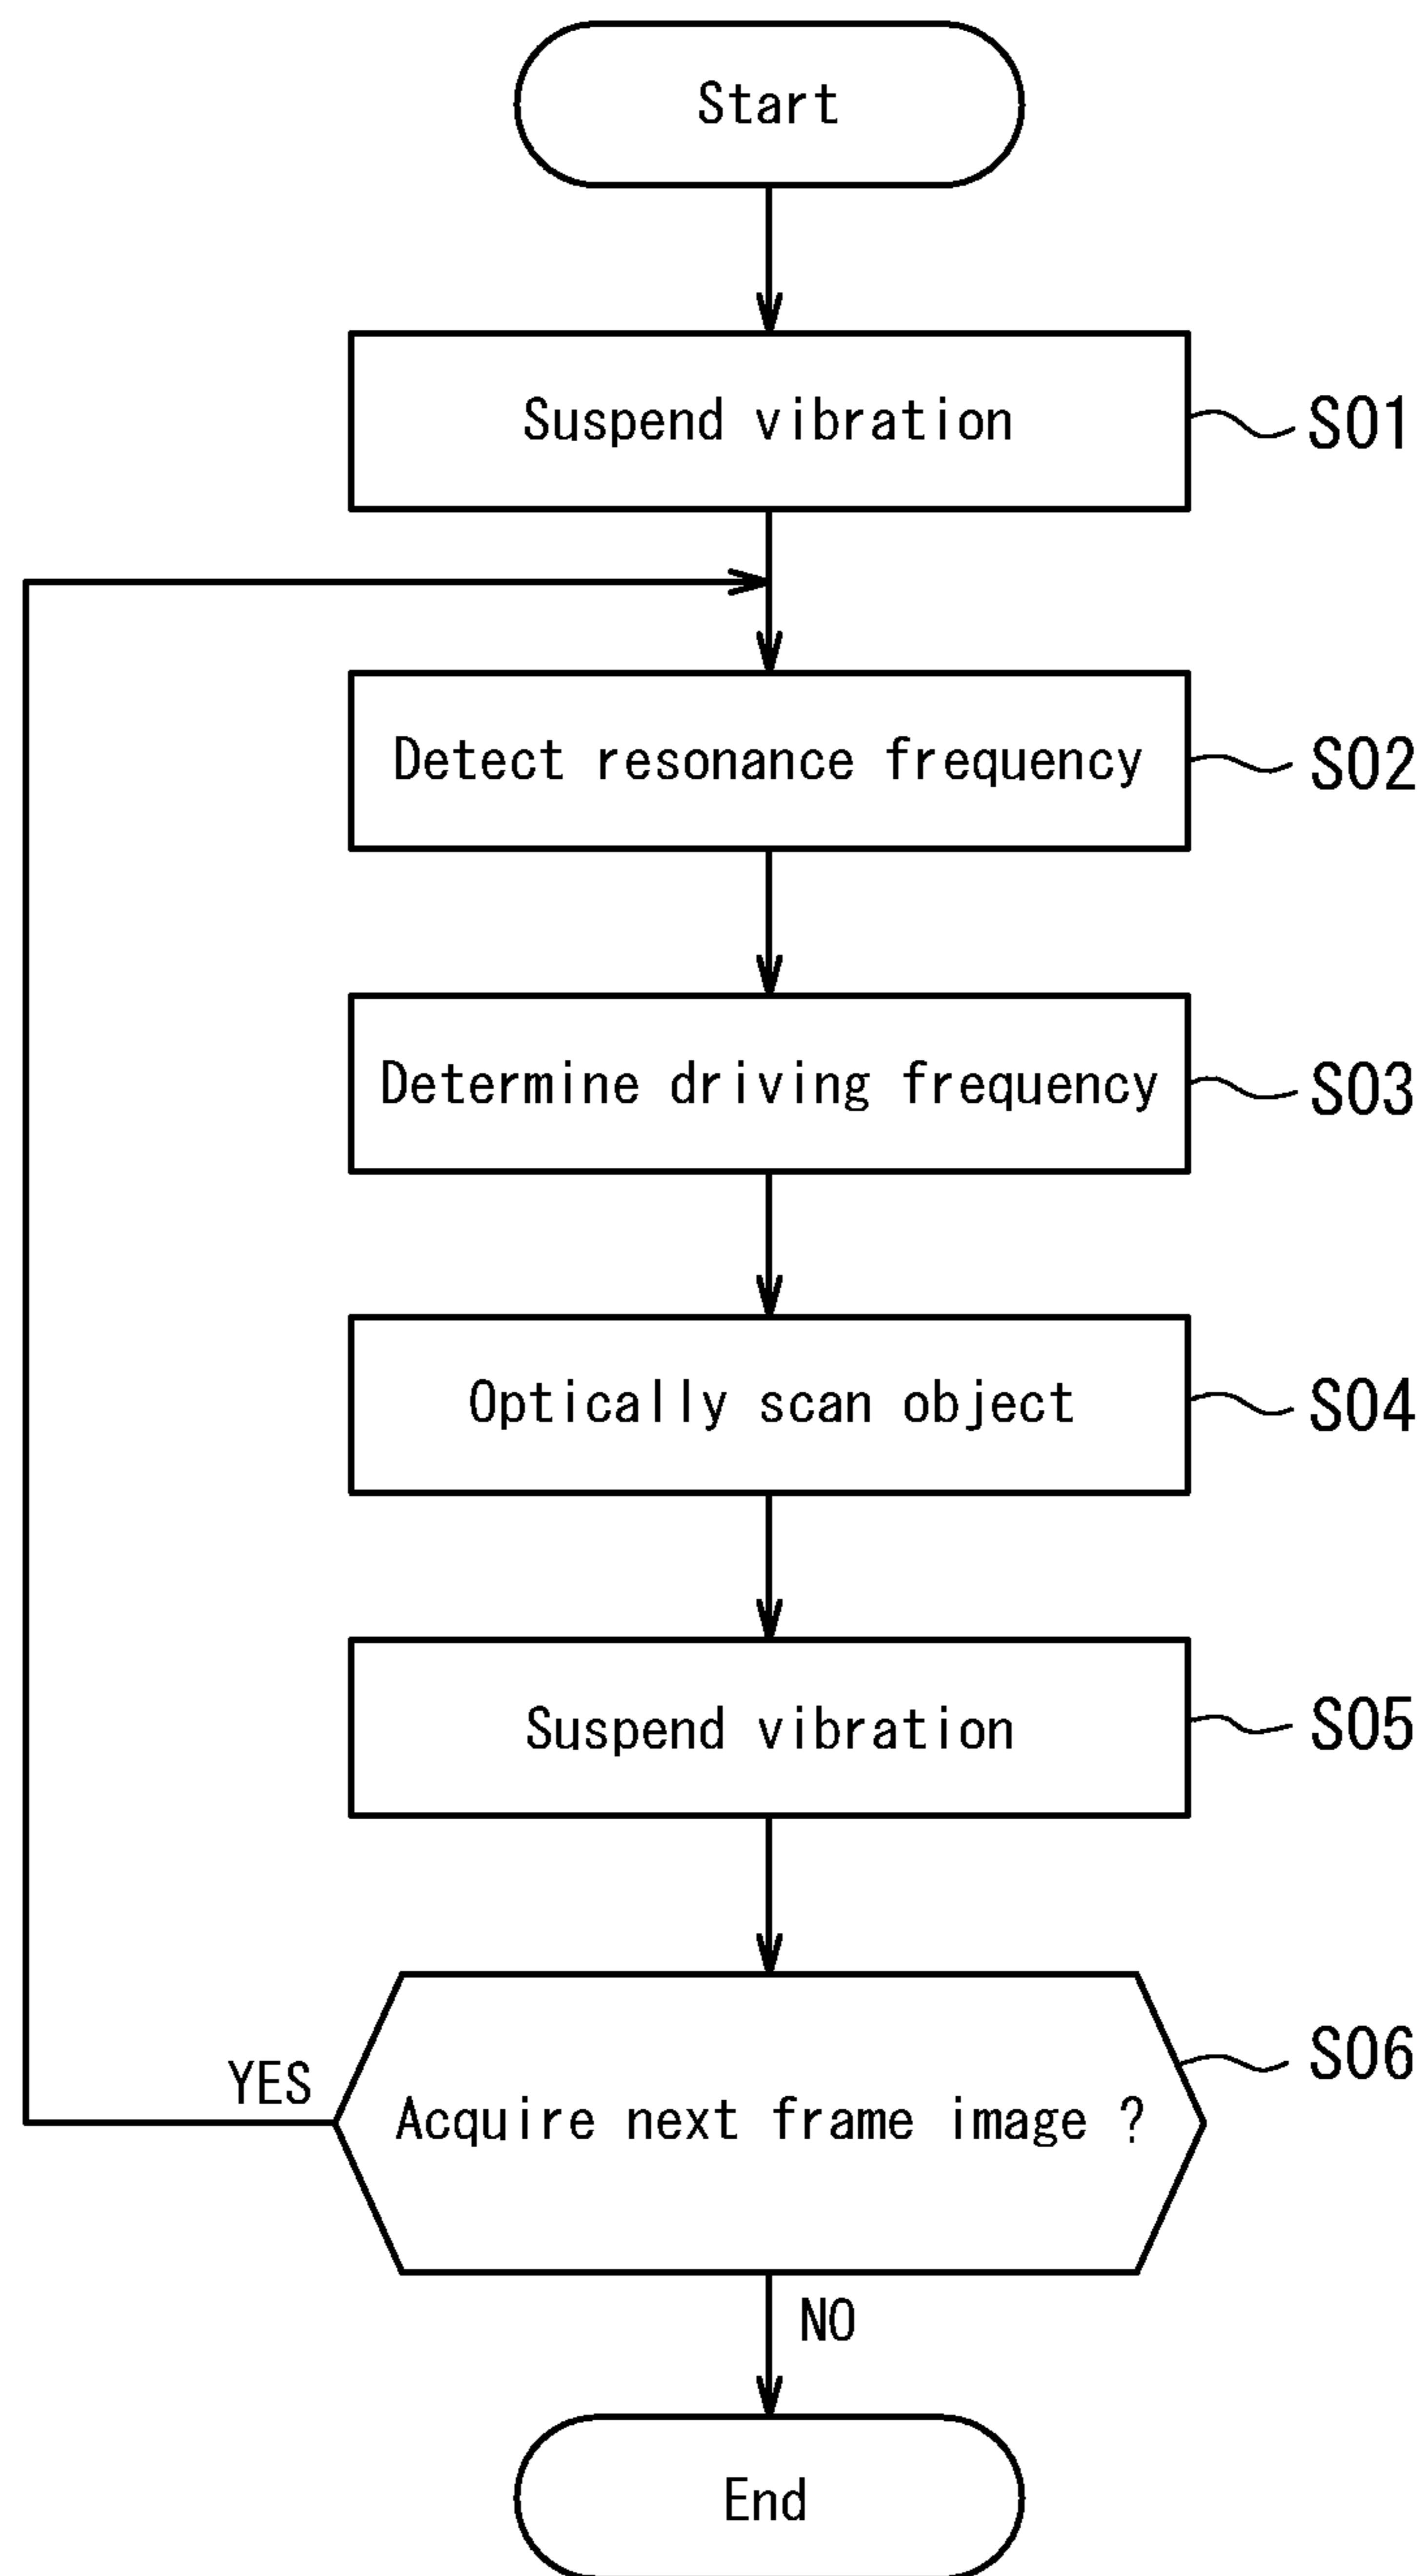 Start
Suspend vibration
S01
Detect resonance frequency
S02
Determine driving frequency
S03
Optically scan object
S04
Suspend vibration
S05
S06
YES
Acquire next frame image ?
NO
End